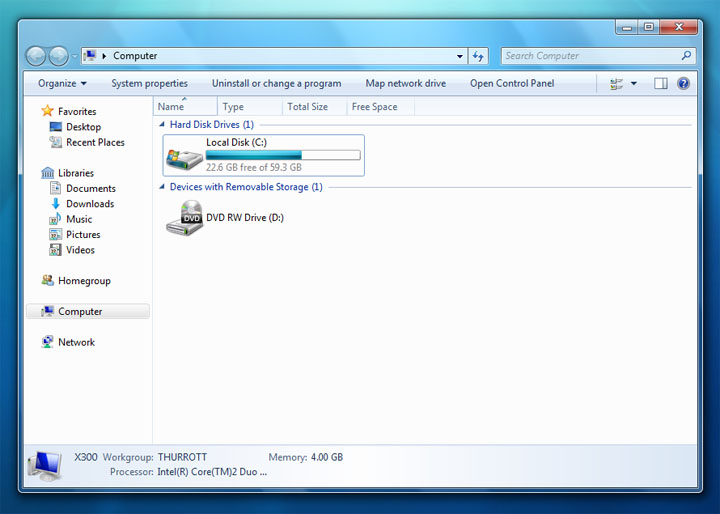 Computer
Search Computer
Organize System properties Uninstall or change a program Map network drive Open Control Panel
Name Type Total Size Free Space
Favorites
Desktop
Recent Places
Libraries
Documents
Downloads
Music
Pictures
Videos
Homegroup
Computer
Network
Hard Disk Drives (1)
Local Disk (C:)
22.6 GB free of 59.3 GB
Devices with Removable Storage (1)
DVD
DVD RW Drive (D:)
X300 Workgroup: THURROTT Memory: 4.00 GB
Processor: Intel(R) Core(TM)2 Duo ...